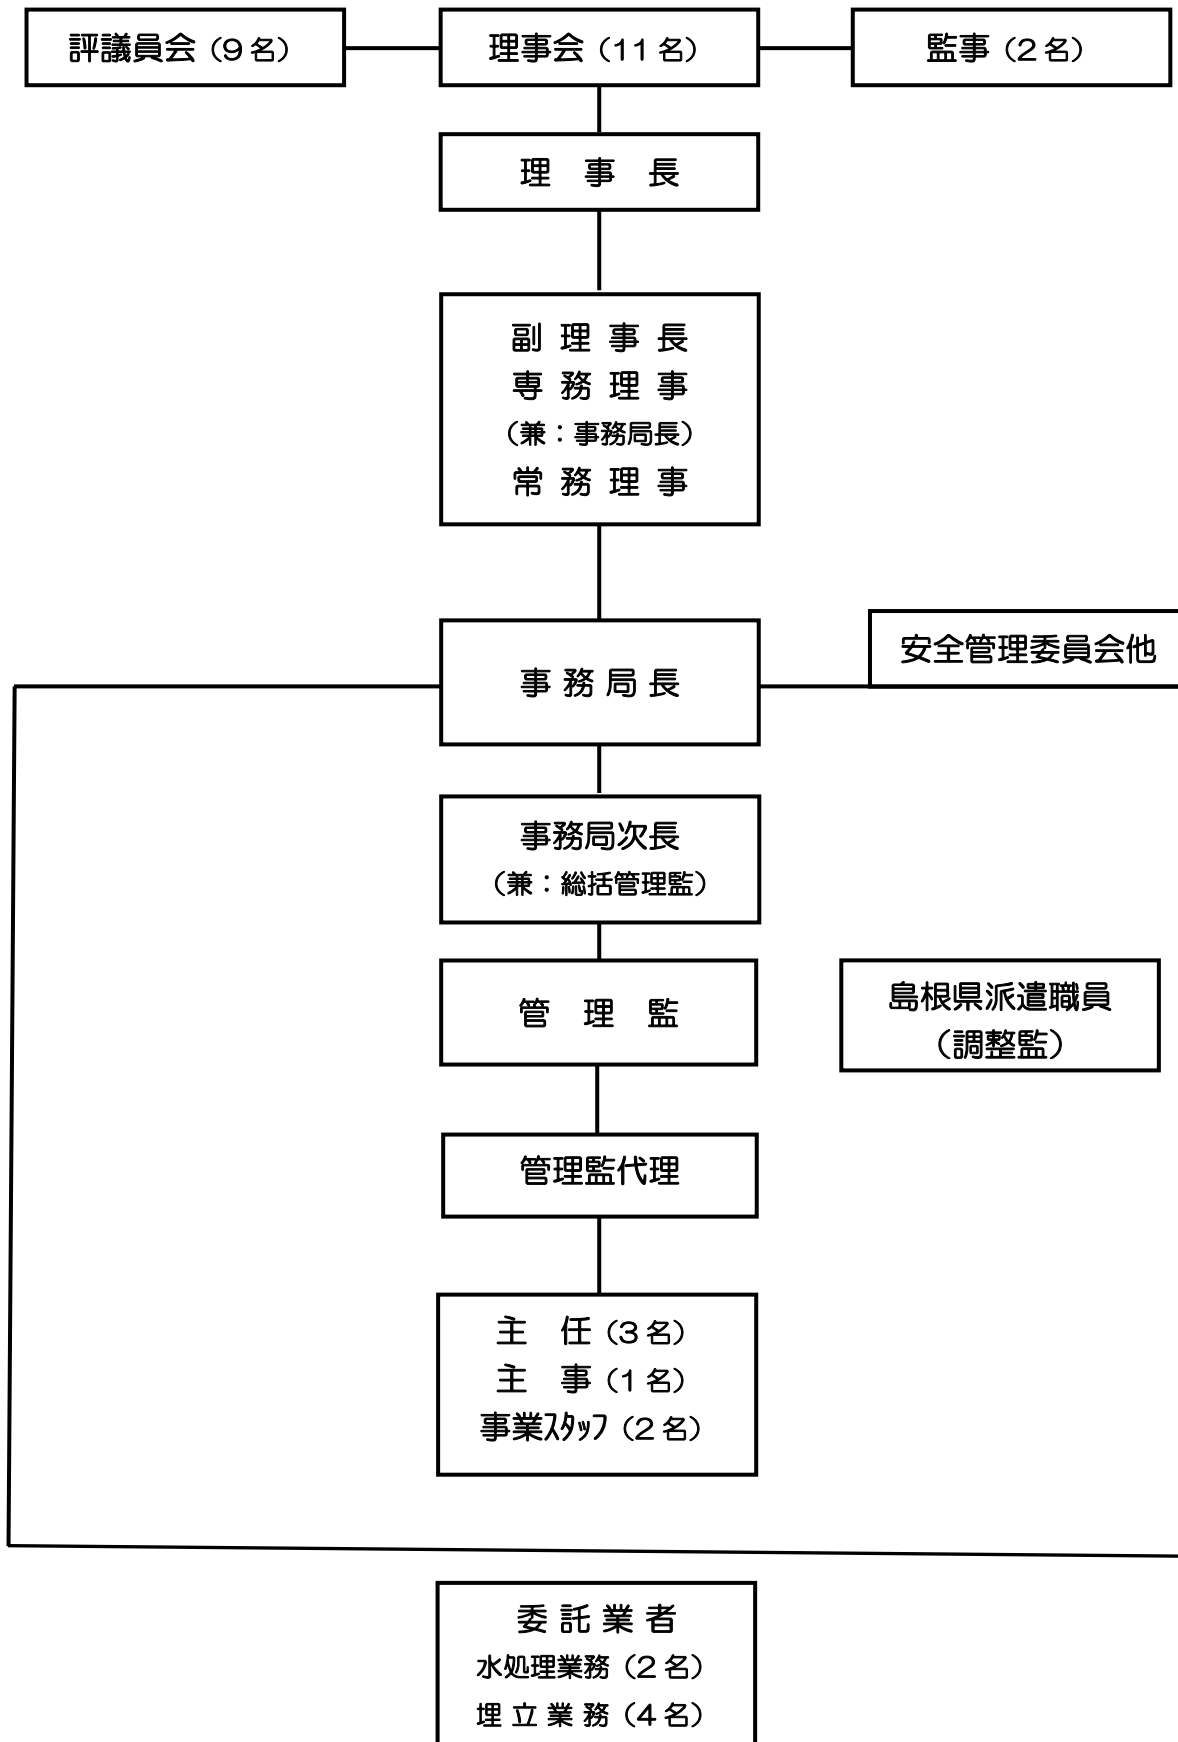 評議員会（9名）
理事会（11名）
監事（2名）
理　事　長
副 理 事 長
専 務 理 事
（兼：事務局長）
常 務 理 事
安全管理委員会他
事 務 局 長
事務局次長
（兼：総括管理監）
管　理　監
島根県派遣職員
（調整監）
管理監代理
主　任（3名）
主　事（1名）
事業ｽﾀｯﾌ（2名）
委 託 業 者
水処理業務（2名）
埋 立 業 務（4名）